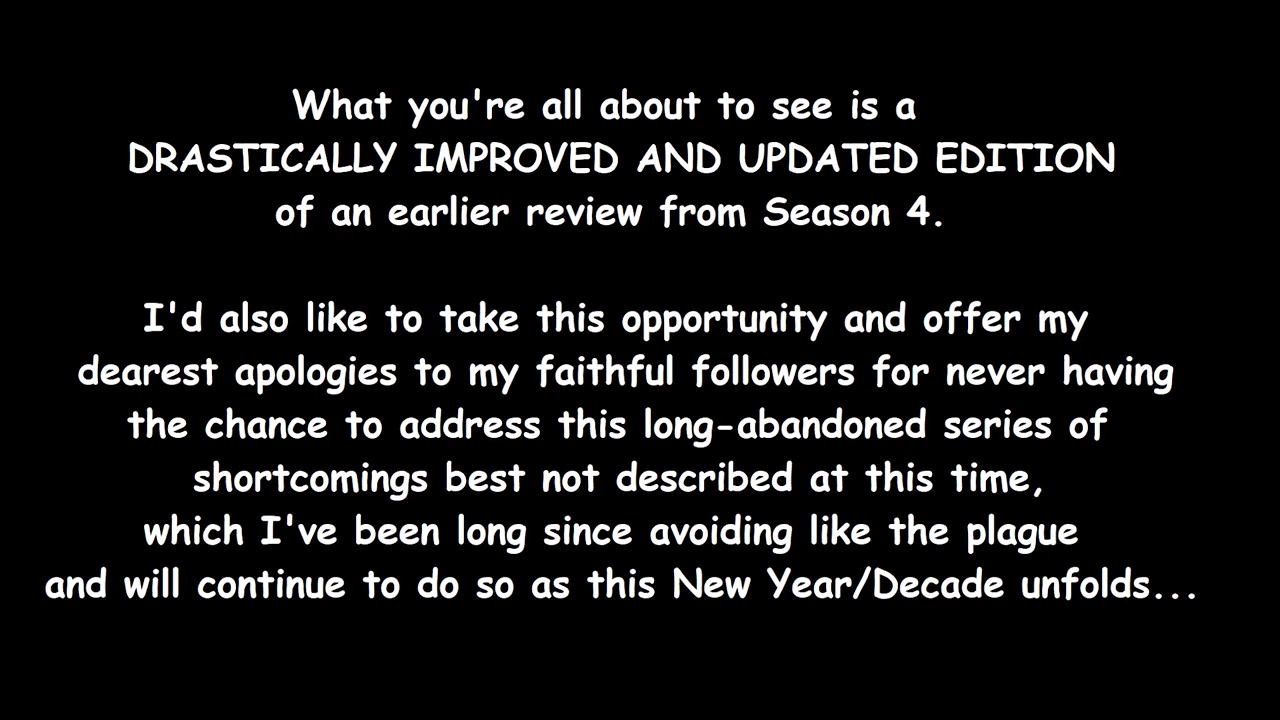 What you're all about to see is a
DRASTICALLY IMPROVED AND UPDATED EDITION
of an earlier review from Season 4.
I'd also like to take this opportunity and offer my
dearest apologies to my faithful followers for never having
the chance to address this long-abandoned series of
shortcomings best not described at this time,
which I've been long since avoiding like the plague
and will continue to do so as this New Year/Decade unfolds...